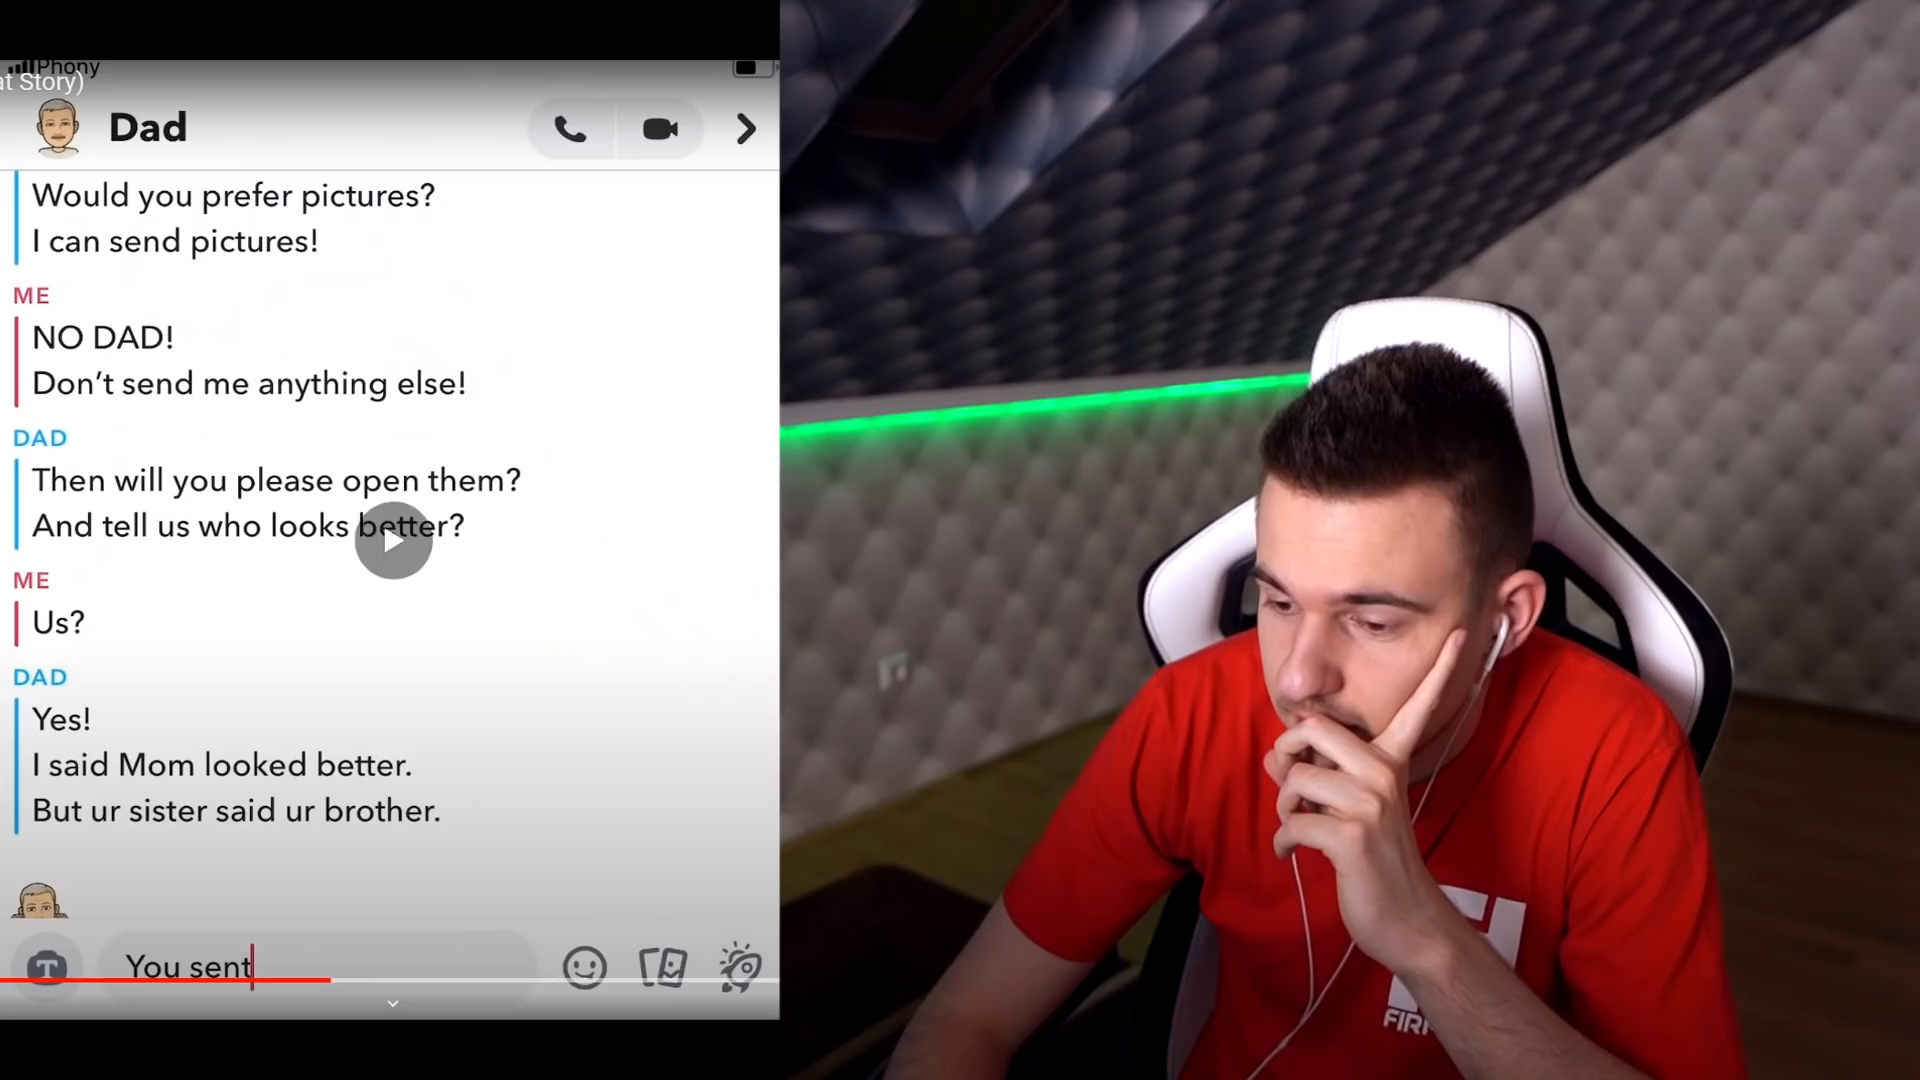 Phony
at Story)
Dad
Would you prefer pictures?
I can send pictures!
ME
NO DAD!
Don’t send me anything else!
DAD
Then will you please open them?
And tell us who looks better?
ME
Us?
DAD
Yes!
I said Mom looked better.
But ur sister said ur brother.
T
You sent